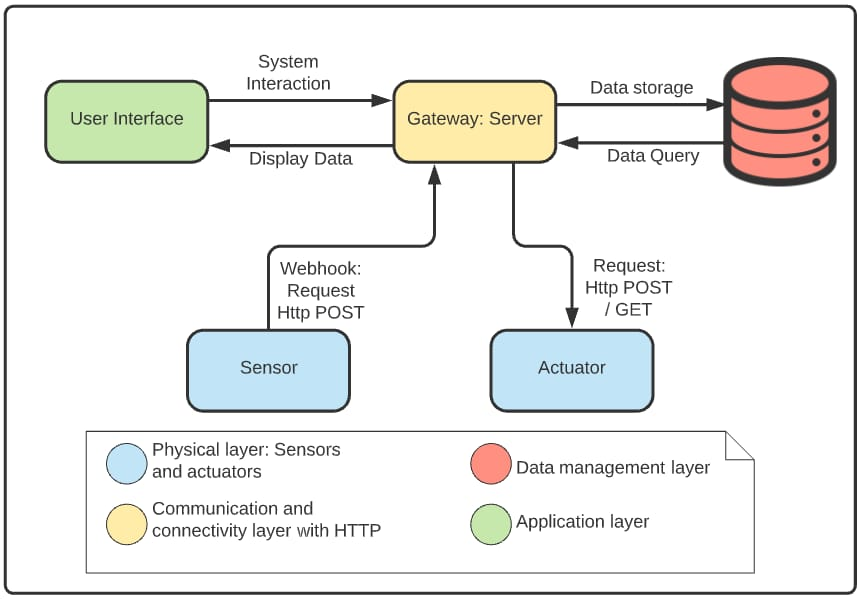 System
Interaction
User Interface
Gateway: Server
Data storage
Display Data
Data Query
Webhook:
Request
Http POST
Request:
Http POST
/ GET
Sensor
Actuator
Physical layer: Sensors
and actuators
Data management layer
Communication and
connectivity layer with HTTP
Application layer